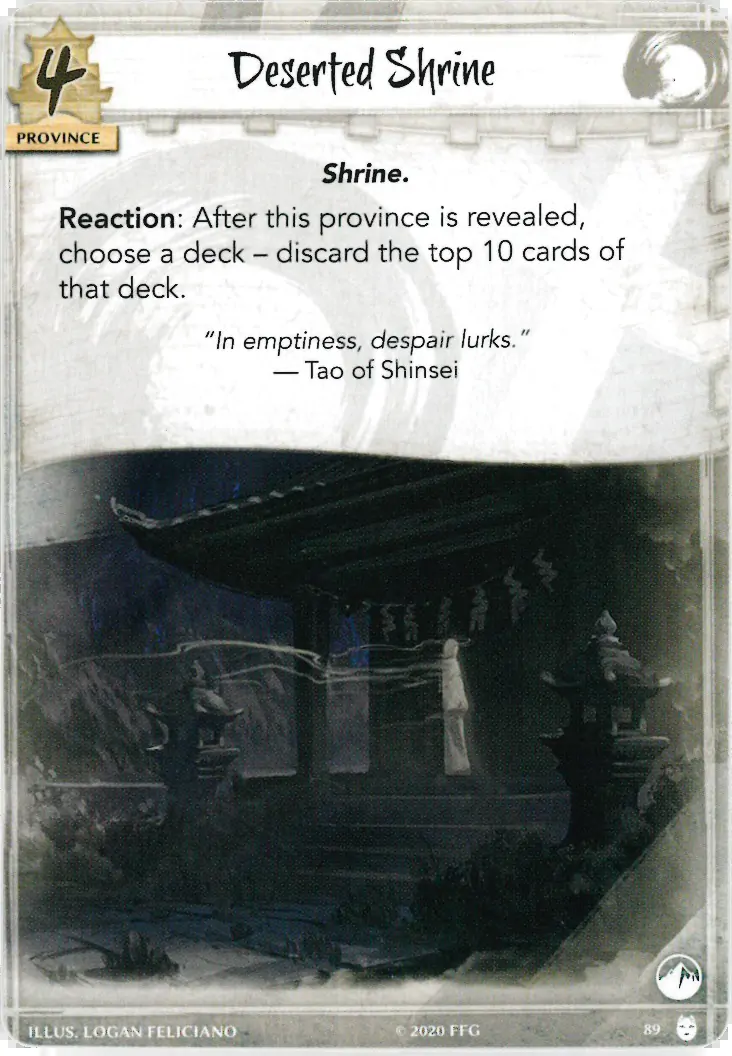 4
Deserted Shrine
PROVINCE
Shrine.
Reaction: After this province is revealed,
choose a deck – discard the top 10 cards of
that deck.
"In emptiness, despair lurks."
— Tao of Shinsei
ILLUS. LOGAN FELICIANO
© 2020 FFG
89